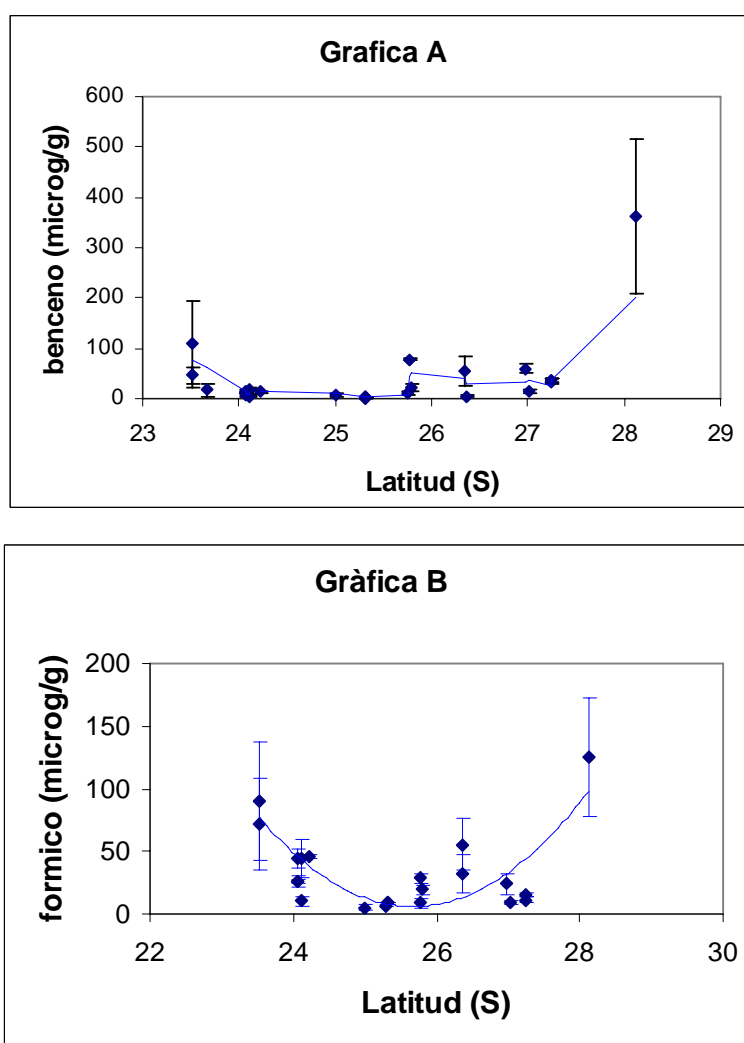 Grafica A
benceno (microg/g)
600
500
400
300
200
100
0
23 24 25 26 27 28 29
Latitud (S)
Gràfica B
formico (microg/g)
200
150
100
50
0
22 24 26 28 30
Latitud (S)